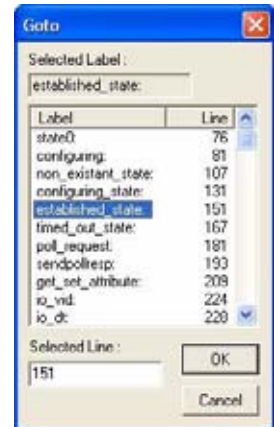 Goto
Selected Label :
established_state:
Label Line
state0: 76
configuring: 81
non_existant_state: 107
configuring_state: 131
established_state: 151
timed_out_state: 167
poll_request: 181
sendpollresp: 193
get_set_attribute: 209
io_vid: 224
io_dt: 228
Selected Line :
151
OK
Cancel